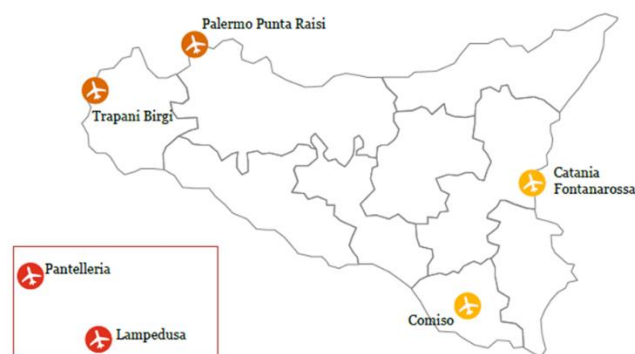 Palermo Punta Raisi
Trapani Birgi
Catania
Fontanarossa
Pantelleria
Comiso
Lampedusa